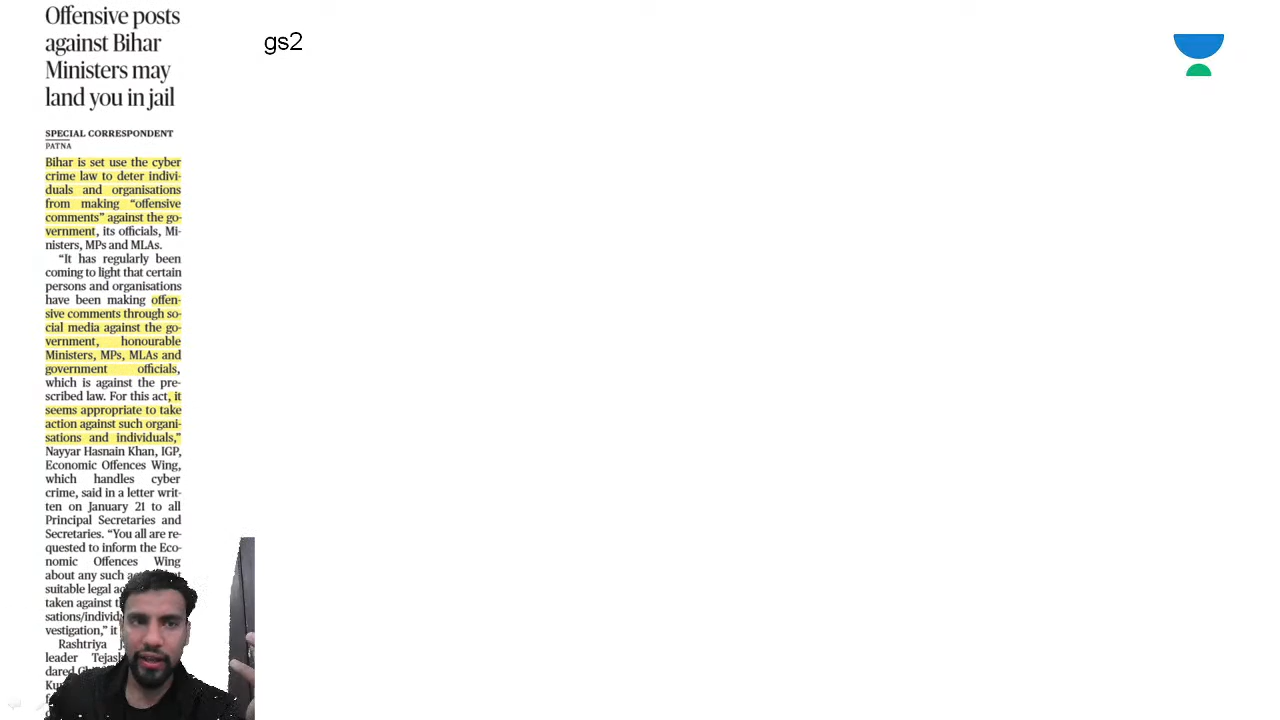 Offensive posts
against Bihar
Ministers may
land you in jail
gs2
SPECIAL CORRESPONDENT
PATNA
Bihar is set use the cyber
crime law to deter indivi-
duals and organisations
from making “offensive
comments” against the go-
vernment, its officials, Mi-
nisters, MPs and MLAs.
“It has regularly been
coming to light that certain
persons and organisations
have been making offen-
sive comments through so-
cial media against the go-
vernment, honourable
Ministers, MPs, MLAs and
government officials,
which is against the pre-
scribed law. For this act, it
seems appropriate to take
action against such organi-
sations and individuals,”
Nayyar Hasnain Khan, IGP,
Economic Offences Wing,
which handles cyber
crime, said in a letter writ-
ten on January 21 to all
Principal Secretaries and
Secretaries. “You all are re-
quested to inform the Eco-
nomic Offences Wing
about any such
suitable legal
taken against
sations/individ
vestigation,” it
Rashtriya
leader
dared